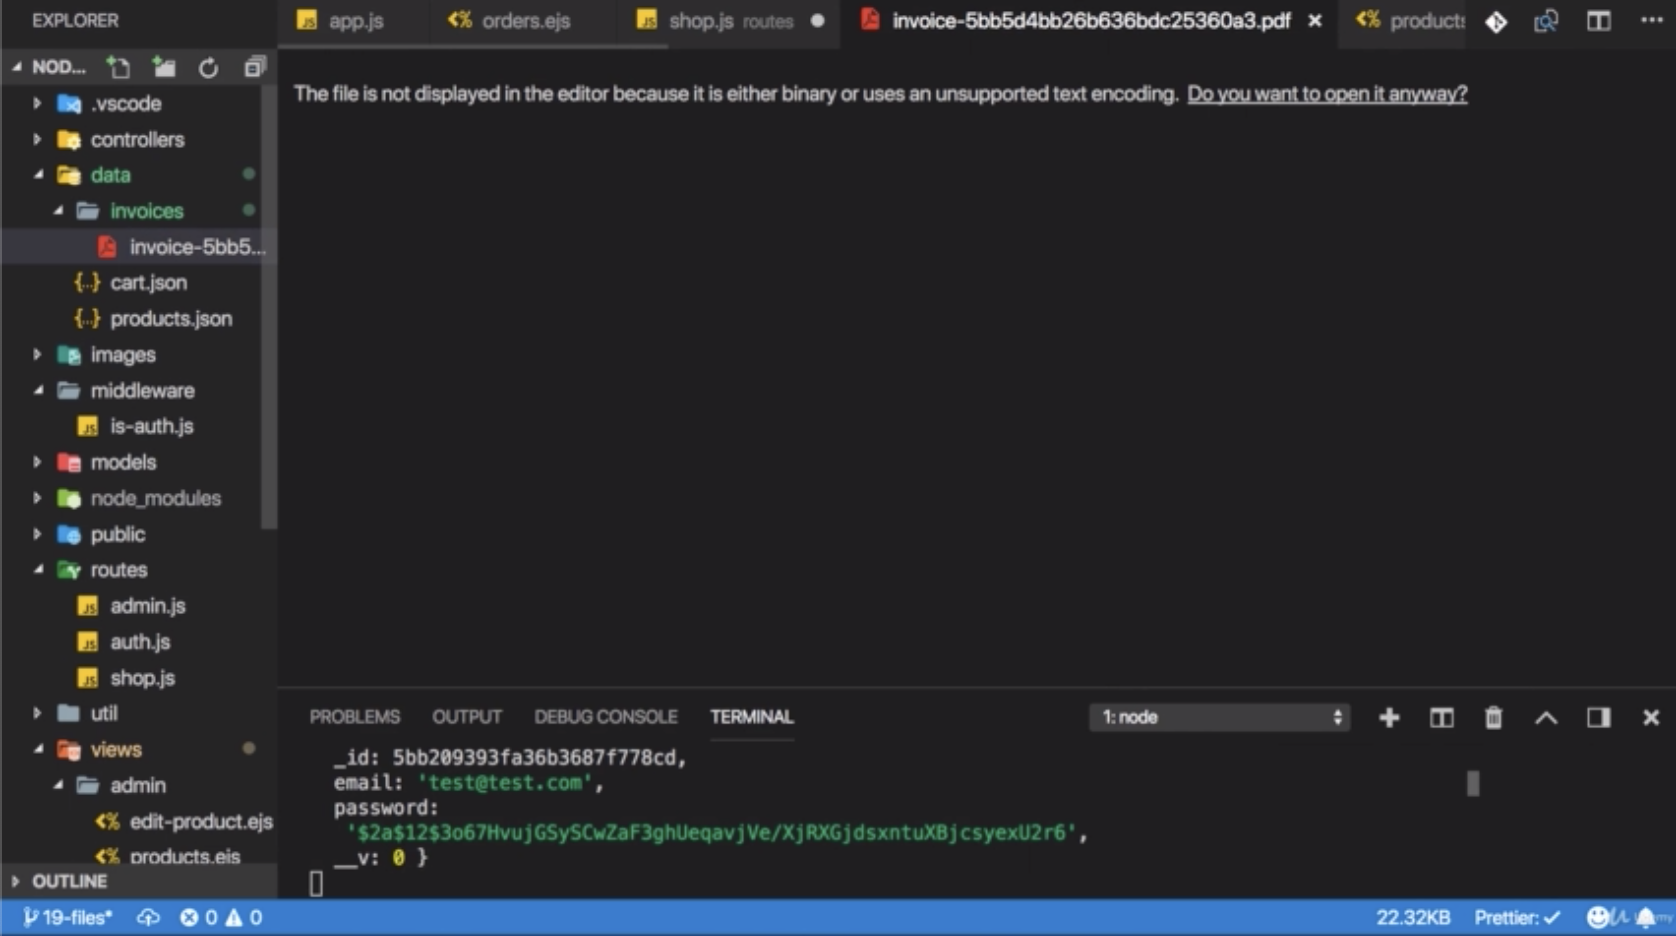 EXPLORER
app.js
orders.ejs
shop.js routes
invoice-5bb5d4bb26b636bdc25360a3.pdf
products
NOD...
.vscode
controllers
data
invoices
invoice-5bb5...
cart.json
products.json
images
middleware
is-auth.js
models
node_modules
public
routes
admin.js
auth.js
shop.js
util
views
admin
edit-product.ejs
products.ejs
OUTLINE
The file is not displayed in the editor because it is either binary or uses an unsupported text encoding. Do you want to open it anyway?
PROBLEMS OUTPUT DEBUG CONSOLE TERMINAL
1: node
_id: 5bb209393fa36b3687f778cd,
email: 'test@test.com',
password:
'$2a$12$3o67HvujGSySCwZaF3ghUeqavjVe/XjRXGjdsxntuXBjcsyexU2r6',
__v: 0 }
19-files* 0 0
22.32KB Prettier: ✓